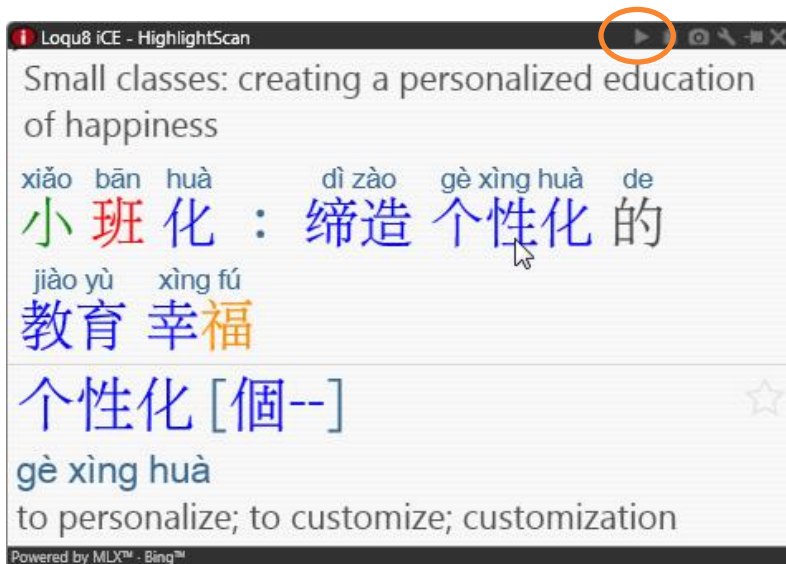 Loqu8 iCE - HighlightScan
Small classes: creating a personalized education
of happiness
xiǎo bān huà dì zào gè xìng huà de
小 班 化 : 缔造 个性化 的
jiào yù xìng fú
教育 幸福
个性化 [個--]
gè xìng huà
to personalize; to customize; customization
Powered by MLX™ - Bing™